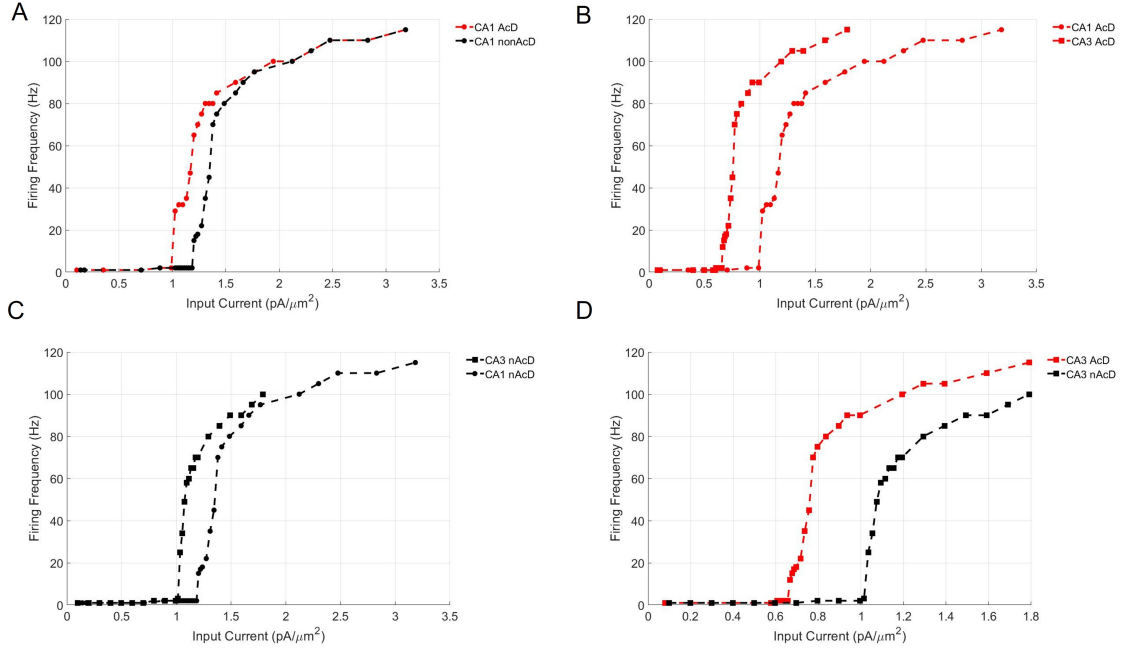 A
CA1 AcD
CA1 nonAcD
Firing Frequency (Hz)
120
100
80
60
40
20
0
0 0.5 1 1.5 2 2.5 3 3.5
Input Current (pA/μm²)
B
CA1 AcD
CA3 AcD
Firing Frequency (Hz)
120
100
80
60
40
20
0
0 0.5 1 1.5 2 2.5 3 3.5
Input Current (pA/μm²)
C
CA3 nAcD
CA1 nAcD
Firing Frequency (Hz)
120
100
80
60
40
20
0
0 0.5 1 1.5 2 2.5 3 3.5
Input Current (pA/μm²)
D
CA3 AcD
CA3 nAcD
Firing Frequency (Hz)
120
100
80
60
40
20
0
0 0.2 0.4 0.6 0.8 1.0 1.2 1.4 1.6 1.8
Input Current (pA/μm²)